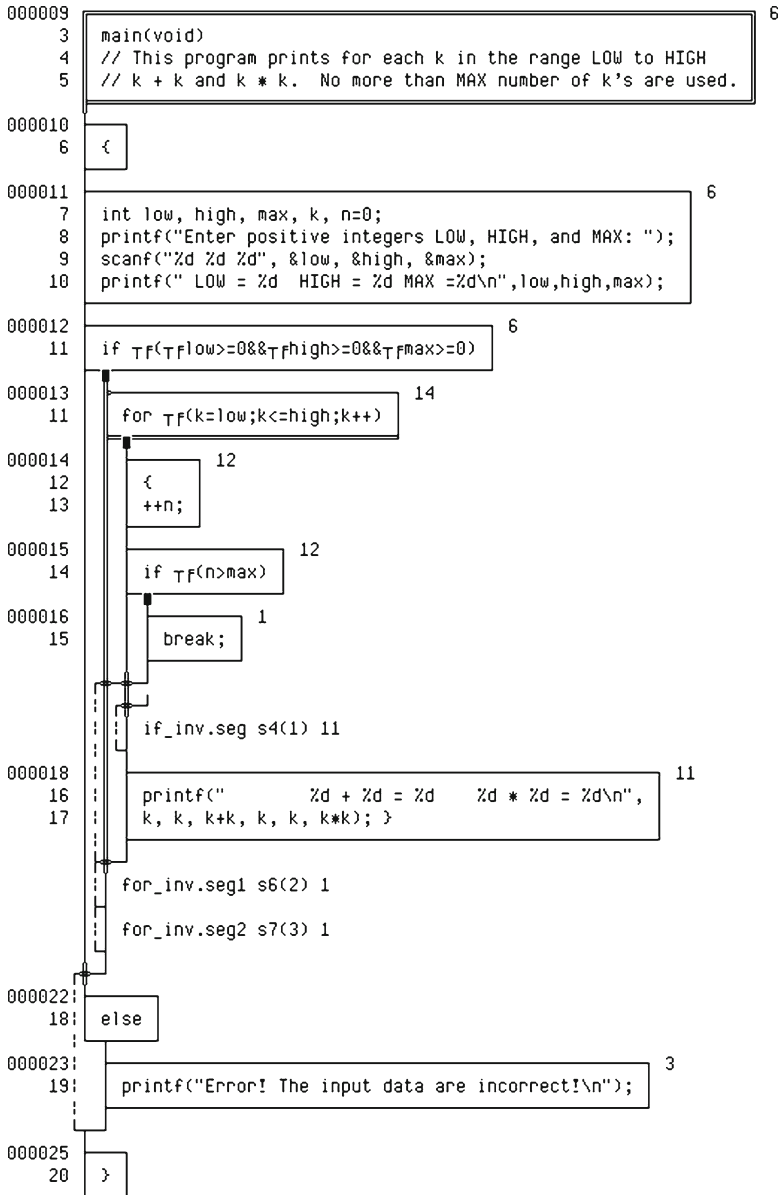 000009 6
3 main(void)
4 // This program prints for each k in the range LOW to HIGH
5 // k + k and k * k.  No more than MAX number of k's are used.
000010
6 {
000011 6
7 int low, high, max, k, n=0;
8 printf("Enter positive integers LOW, HIGH, and MAX: ");
9 scanf("%d %d %d", &low, &high, &max);
10 printf(" LOW = %d  HIGH = %d MAX =%d\n",low,high,max);
000012 6
11 if TF(TFlow>=0&&TFhigh>=0&&TFmax>=0)
000013 14
11 for TF(k=low;k<=high;k++)
000014 12
12 {
13 ++n;
000015 12
14 if TF(n>max)
000016 1
15 break;
if_inv.seg s4(1) 11
000018 11
16 printf("        %d + %d = %d    %d * %d = %d\n",
17 k, k, k+k, k, k, k*k); }
for_inv.seg1 s6(2) 1
for_inv.seg2 s7(3) 1
000022
18 else
000023 3
19 printf("Error! The input data are incorrect!\n");
000025
20 }